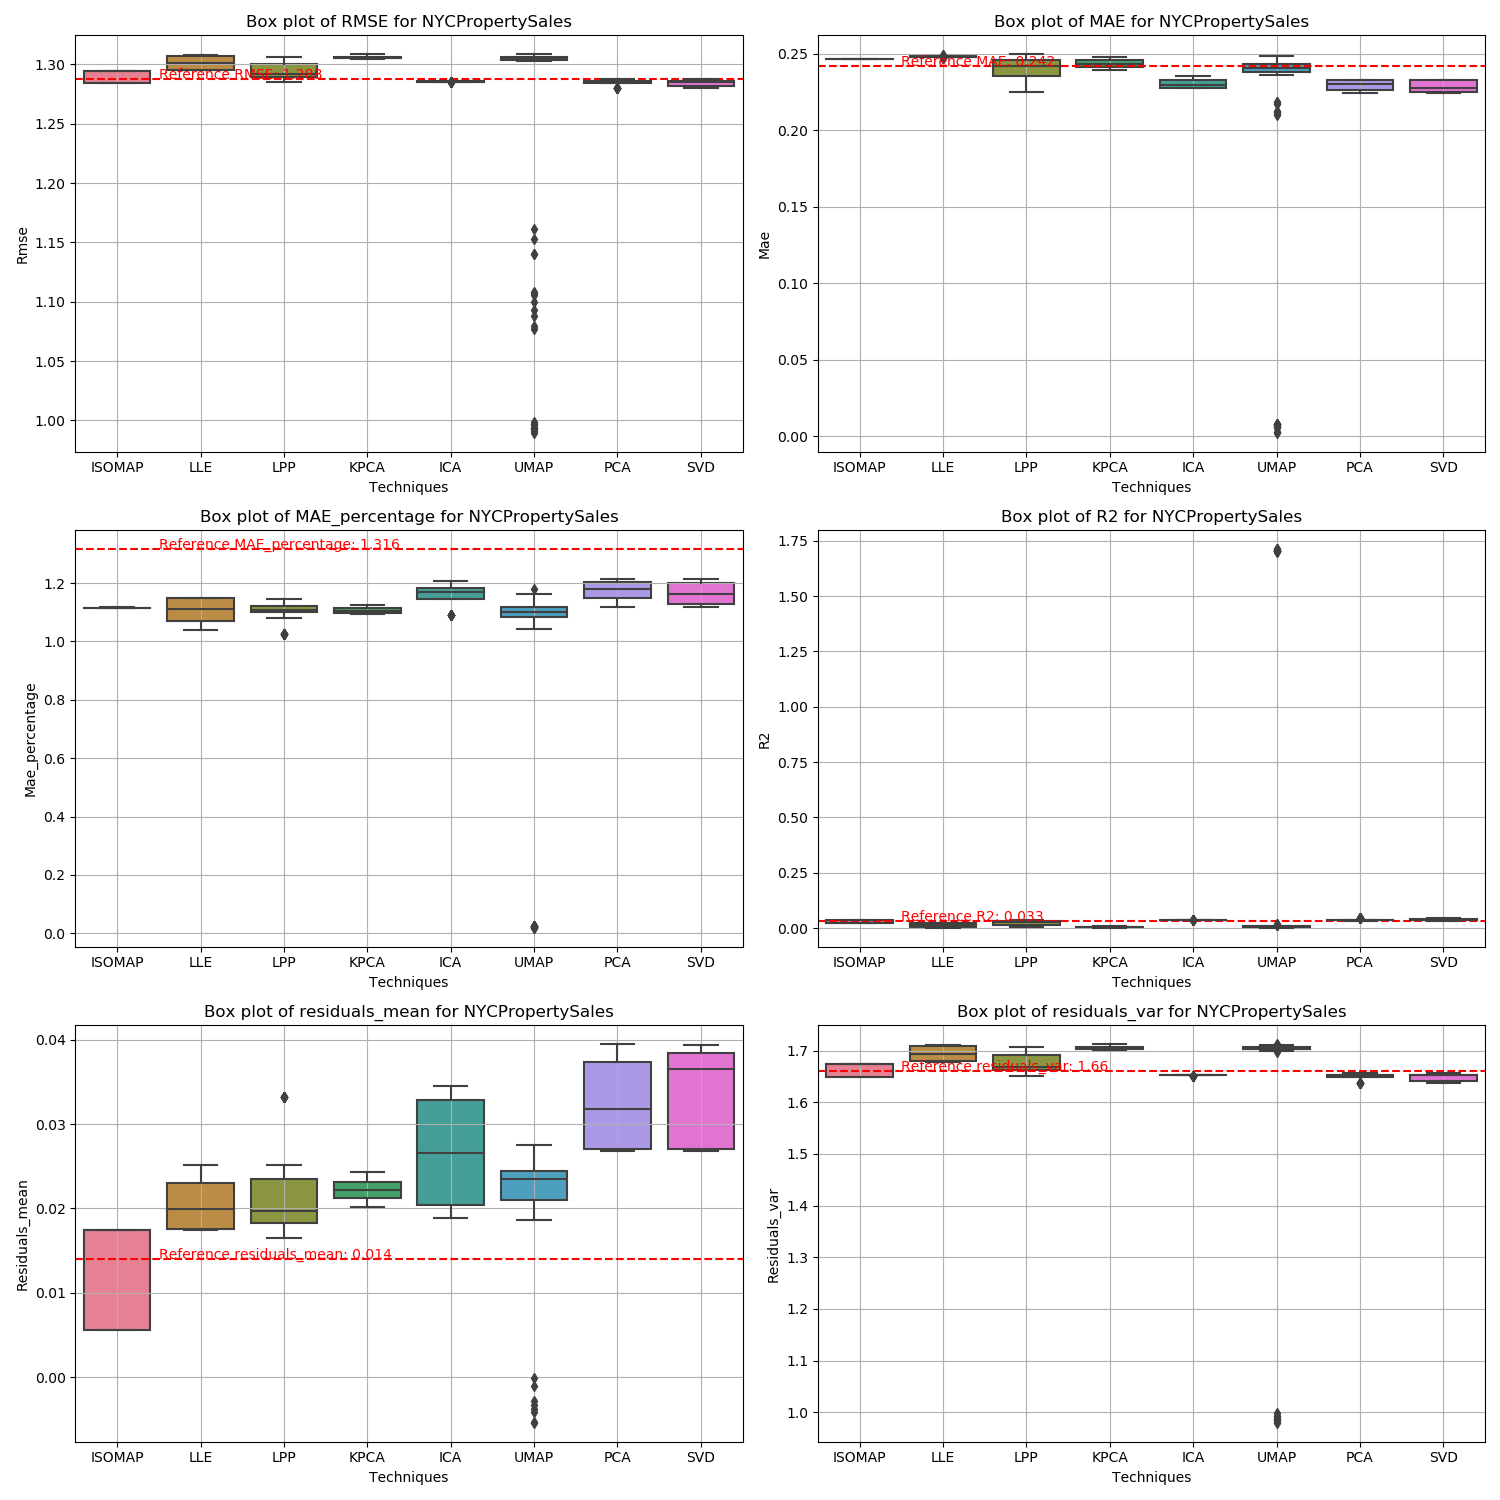 Box plot of RMSE for NYCPropertySales
Rmse
1.30
1.25
1.20
1.15
1.10
1.05
1.00
ISOMAP LLE LPP KPCA ICA UMAP PCA SVD
Techniques
Box plot of MAE for NYCPropertySales
Mae
0.25
0.20
0.15
0.10
0.05
0.00
Reference MAE: 0.242
ISOMAP LLE LPP KPCA ICA UMAP PCA SVD
Techniques
Box plot of MAE_percentage for NYCPropertySales
Mae_percentage
Reference MAE_percentage: 1.316
1.2
1.0
0.8
0.6
0.4
0.2
0.0
ISOMAP LLE LPP KPCA ICA UMAP PCA SVD
Techniques
Box plot of R2 for NYCPropertySales
R2
1.75
1.50
1.25
1.00
0.75
0.50
0.25
0.00
Reference R2: 0.033
ISOMAP LLE LPP KPCA ICA UMAP PCA SVD
Techniques
Box plot of residuals_mean for NYCPropertySales
Residuals_mean
0.04
0.03
0.02
0.01
0.00
Reference residuals_mean: 0.014
ISOMAP LLE LPP KPCA ICA UMAP PCA SVD
Techniques
Box plot of residuals_var for NYCPropertySales
Residuals_var
1.7
1.6
1.5
1.4
1.3
1.2
1.1
1.0
Reference residuals_var: 1.66
ISOMAP LLE LPP KPCA ICA UMAP PCA SVD
Techniques